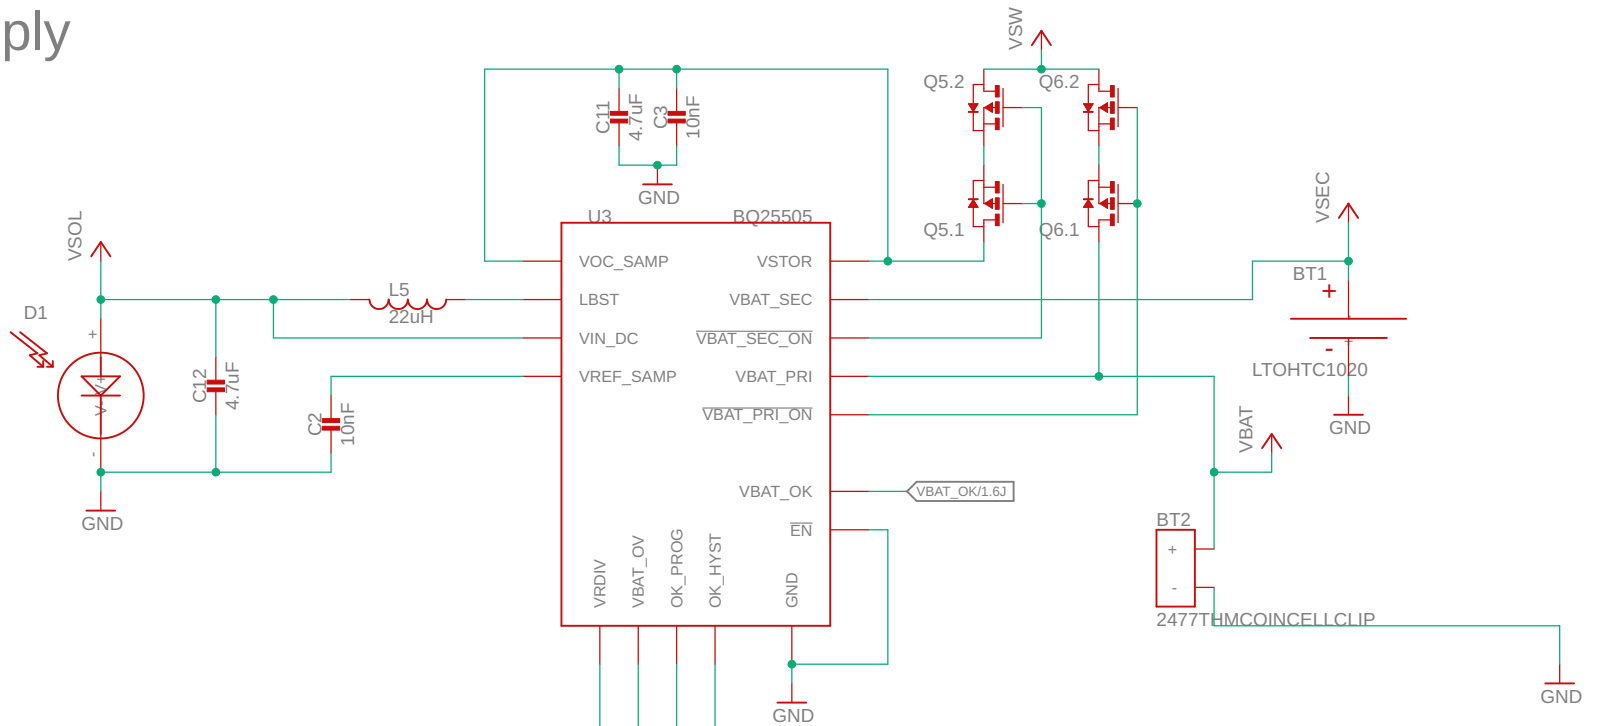 ply
VSW
Q5.2
Q6.2
C11
4.7uF
C3
10nF
GND
VSEC
VSOL
U3
BQ25505
Q5.1
Q6.1
VOC_SAMP
VSTOR
BT1
+
L5
LBST
VBAT_SEC
22uH
D1
+
VIN_DC
VBAT_SEC_ON
-
V+
V-
C12
4.7uF
VREF_SAMP
VBAT_PRI
LTOHTC1020
C2
10nF
VBAT_PRI_ON
VBAT
GND
-
VBAT_OK
VBAT_OK/1.6J
GND
EN
BT2
+
-
VRDIV
VBAT_OV
OK_PROG
OK_HYST
GND
2477THMCOINCELLCLIP
GND
GND